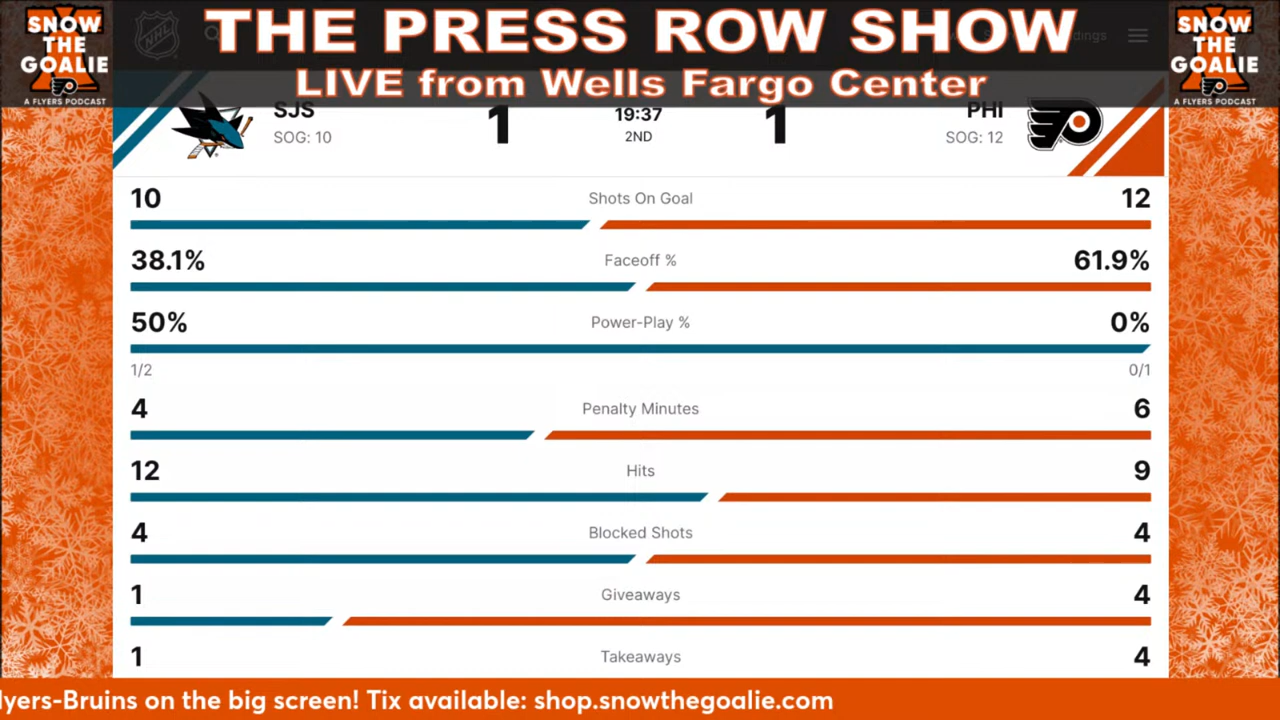 SNOW
THE
GOALIE
A FLYERS PODCAST
NHL
THE PRESS ROW SHOW
LIVE from Wells Fargo Center
SNOW
THE
GOALIE
A FLYERS PODCAST
SJS
SOG: 10
1
19:37
2ND
1
PHI
SOG: 12
10 Shots On Goal 12
38.1% Faceoff % 61.9%
50% Power-Play % 0%
1/2 0/1
4 Penalty Minutes 6
12 Hits 9
4 Blocked Shots 4
1 Giveaways 4
1 Takeaways 4
lyers-Bruins on the big screen! Tix available: shop.snowthegoalie.com